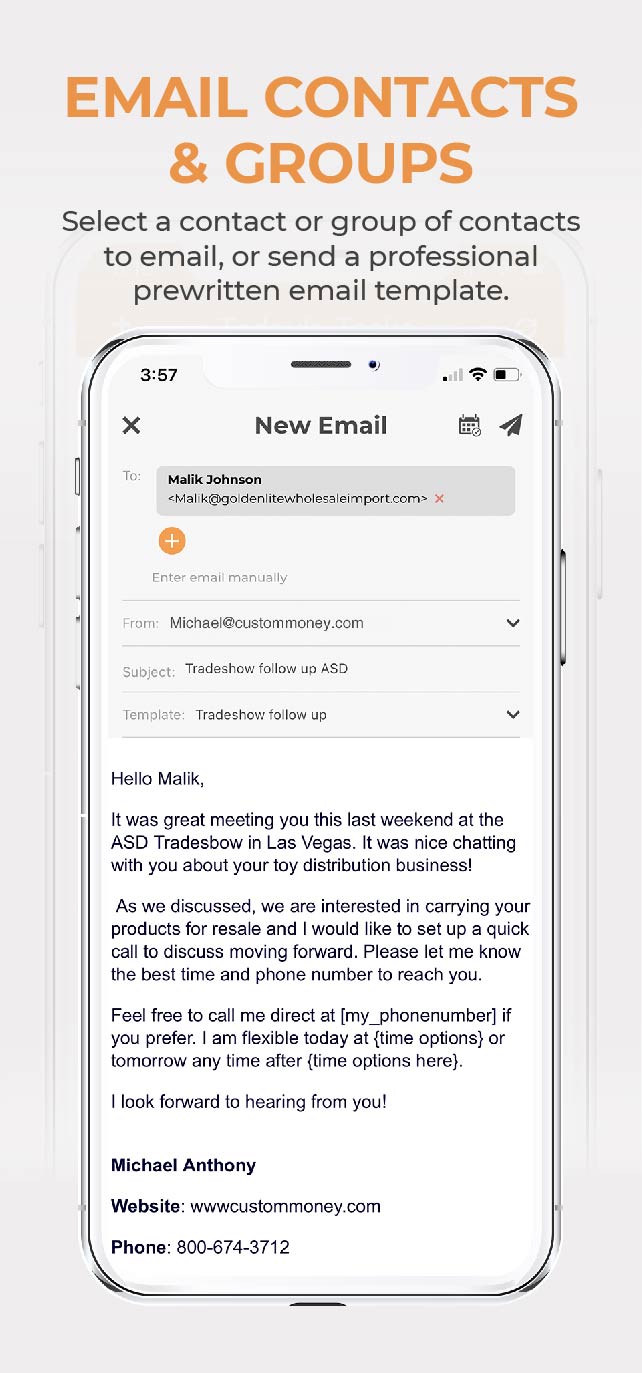 EMAIL CONTACTS
& GROUPS
Select a contact or group of contacts
to email, or send a professional
prewritten email template.
3:57
New Email
To:
Malik Johnson
<Malik@goldenlitewholesaleimport.com>
Enter email manually
From: Michael@custommoney.com
Subject: Tradeshow follow up ASD
Template: Tradeshow follow up
Hello Malik,
It was great meeting you this last weekend at the
ASD Tradesbow in Las Vegas. It was nice chatting
with you about your toy distribution business!
As we discussed, we are interested in carrying your
products for resale and I would like to set up a quick
call to discuss moving forward. Please let me know
the best time and phone number to reach you.
Feel free to call me direct at [my_phonenumber] if
you prefer. I am flexible today at {time options} or
tomorrow any time after {time options here}.
I look forward to hearing from you!
Michael Anthony
Website: wwwcustommoney.com
Phone: 800-674-3712